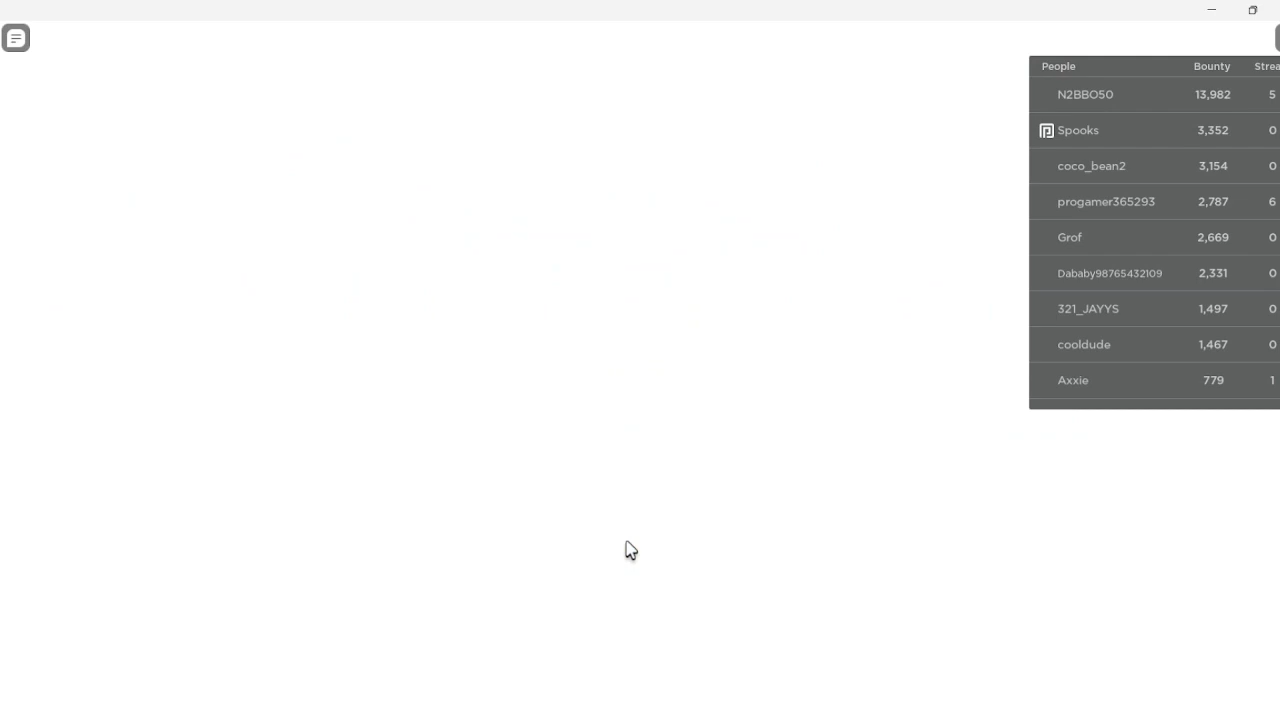 People Bounty Strea
N2BBO50 13,982 5
Spooks 3,352 0
coco_bean2 3,154 0
progamer365293 2,787 6
Grof 2,669 0
Dababy98765432109 2,331 0
321_JAYYS 1,497 0
cooldude 1,467 0
Axxie 779 1